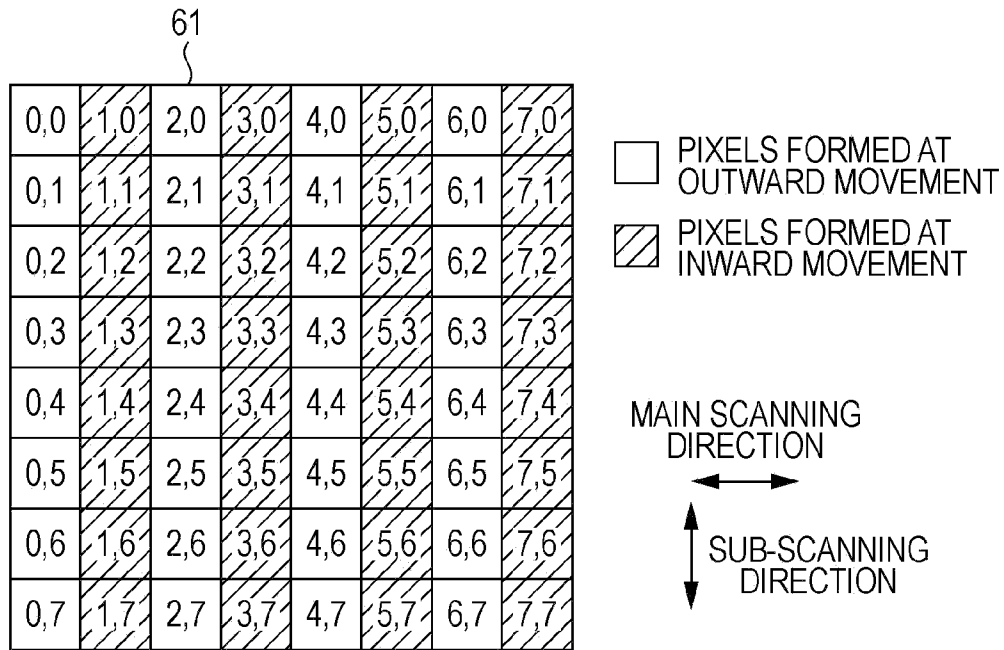 61
0,0 1,0 2,0 3,0 4,0 5,0 6,0 7,0
0,1 1,1 2,1 3,1 4,1 5,1 6,1 7,1
0,2 1,2 2,2 3,2 4,2 5,2 6,2 7,2
0,3 1,3 2,3 3,3 4,3 5,3 6,3 7,3
0,4 1,4 2,4 3,4 4,4 5,4 6,4 7,4
0,5 1,5 2,5 3,5 4,5 5,5 6,5 7,5
0,6 1,6 2,6 3,6 4,6 5,6 6,6 7,6
0,7 1,7 2,7 3,7 4,7 5,7 6,7 7,7
PIXELS FORMED AT
OUTWARD MOVEMENT
PIXELS FORMED AT
INWARD MOVEMENT
MAIN SCANNING
DIRECTION
SUB-SCANNING
DIRECTION